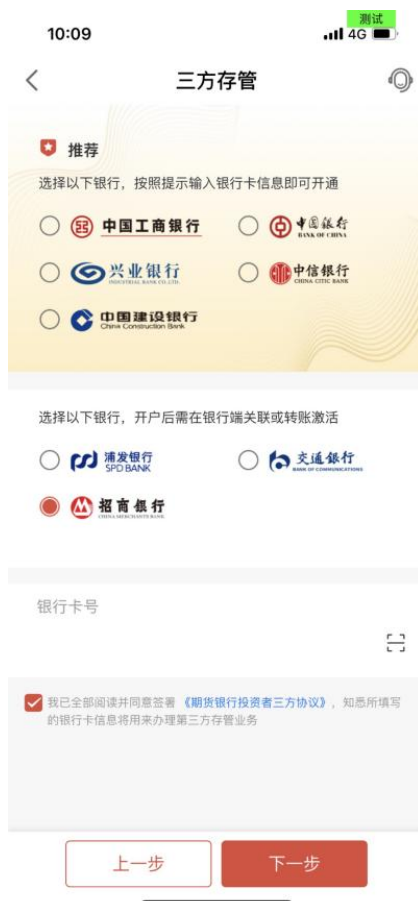 测试
10:09
4G
三方存管
推荐
选择以下银行，按照提示输入银行卡信息即可开通
中国工商银行
中国银行
BANK OF CHINA
兴业银行
INDUSTRIAL BANK CO.,LTD.
中信银行
CHINA CITIC BANK
中国建设银行
China Construction Bank
选择以下银行，开户后需在银行端关联或转账激活
浦发银行
SPD BANK
交通银行
BANK OF COMMUNICATIONS
招商银行
CHINA MERCHANTS BANK
银行卡号
我已全部阅读并同意签署《期货银行投资者三方协议》，知悉所填写
的银行卡信息将用来办理第三方存管业务
上一步
下一步